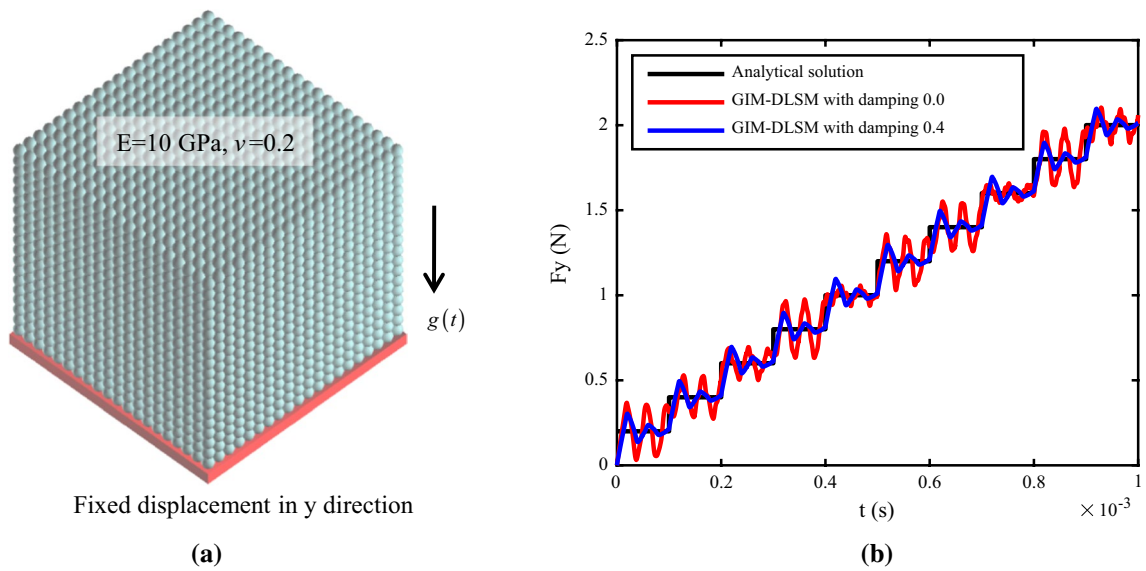 E=10 GPa, ν=0.2
g(t)
Fixed displacement in y direction
(a)
2.5
2
1.5
1
0.5
0
Fy (N)
Analytical solution
GIM-DLSM with damping 0.0
GIM-DLSM with damping 0.4
0 0.2 0.4 0.6 0.8 1
t (s)
× 10⁻³
(b)